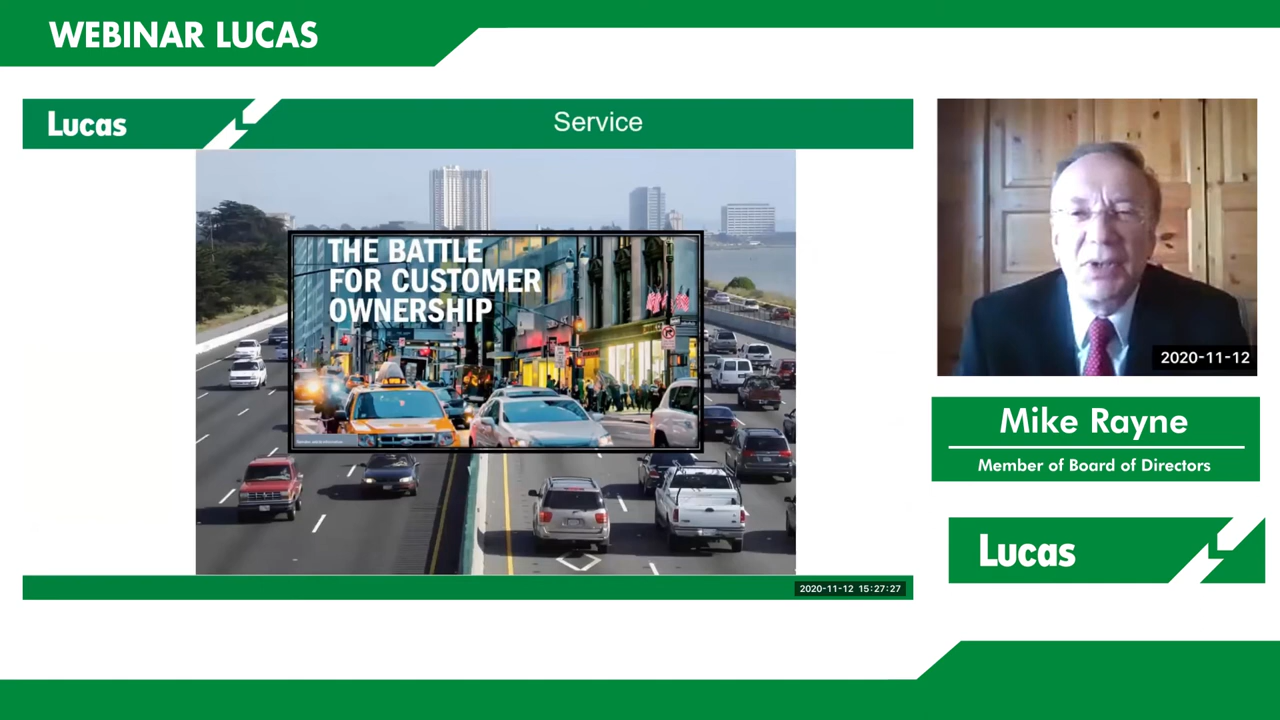 WEBINAR LUCAS
Lucas
Service
THE BATTLE
FOR CUSTOMER
OWNERSHIP
2020-11-12 15:27:27
2020-11-12
Mike Rayne
Member of Board of Directors
Lucas